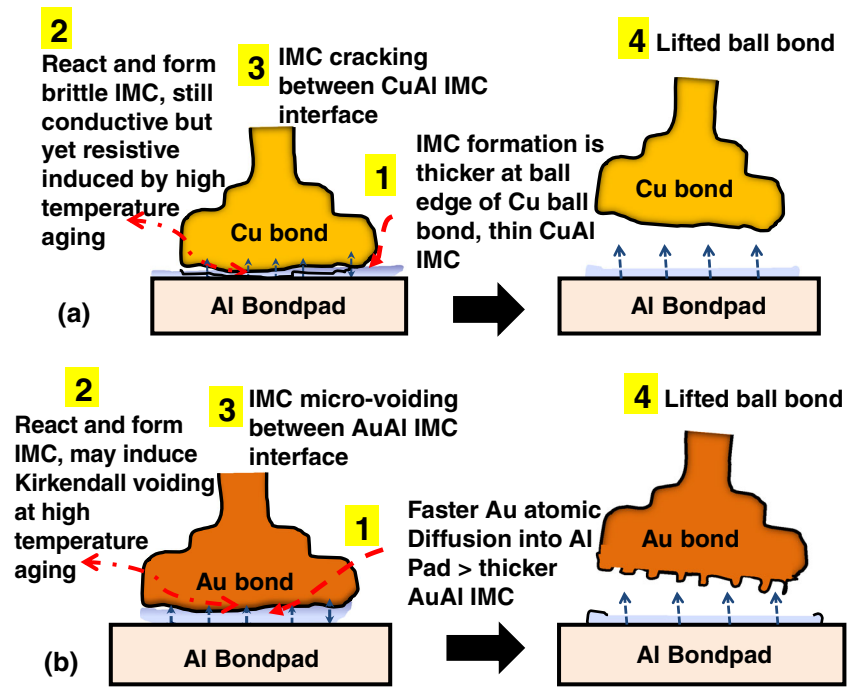 2
React and form
brittle IMC, still
conductive but
yet resistive
induced by high
temperature
aging
3
IMC cracking
between CuAl IMC
interface
1
IMC formation is
thicker at ball
edge of Cu ball
bond, thin CuAl
IMC
Cu bond
Al Bondpad
(a)
4
Lifted ball bond
Cu bond
Al Bondpad
2
React and form
IMC, may induce
Kirkendall voiding
at high
temperature
aging
3
IMC micro-voiding
between AuAl IMC
interface
1
Faster Au atomic
Diffusion into Al
Pad > thicker
AuAl IMC
Au bond
Al Bondpad
(b)
4
Lifted ball bond
Au bond
Al Bondpad